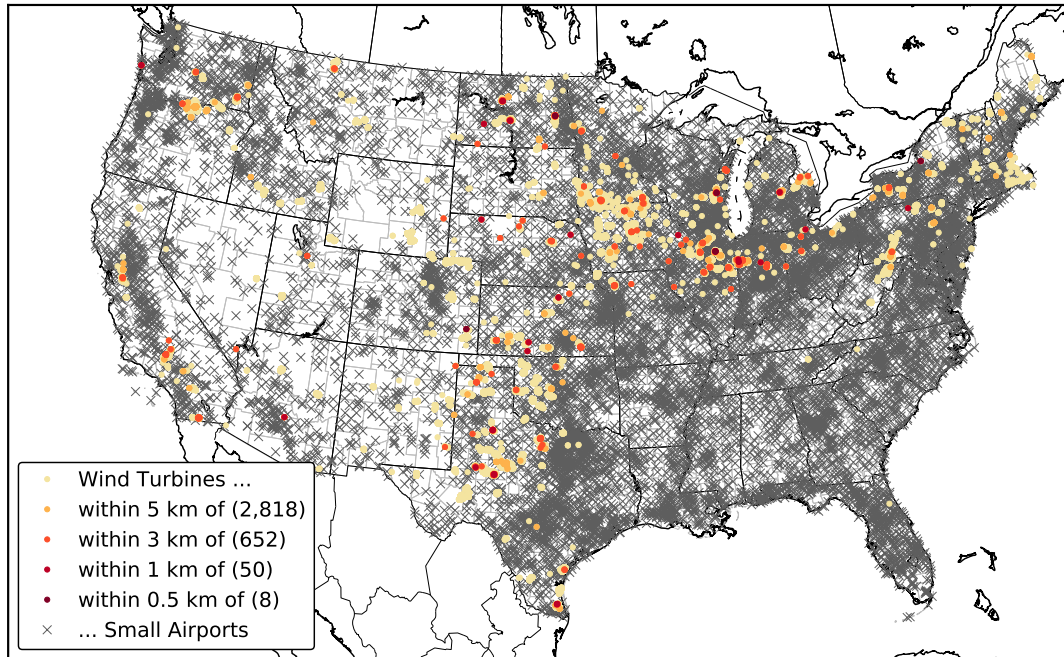 Wind Turbines ...
within 5 km of (2,818)
within 3 km of (652)
within 1 km of (50)
within 0.5 km of (8)
... Small Airports